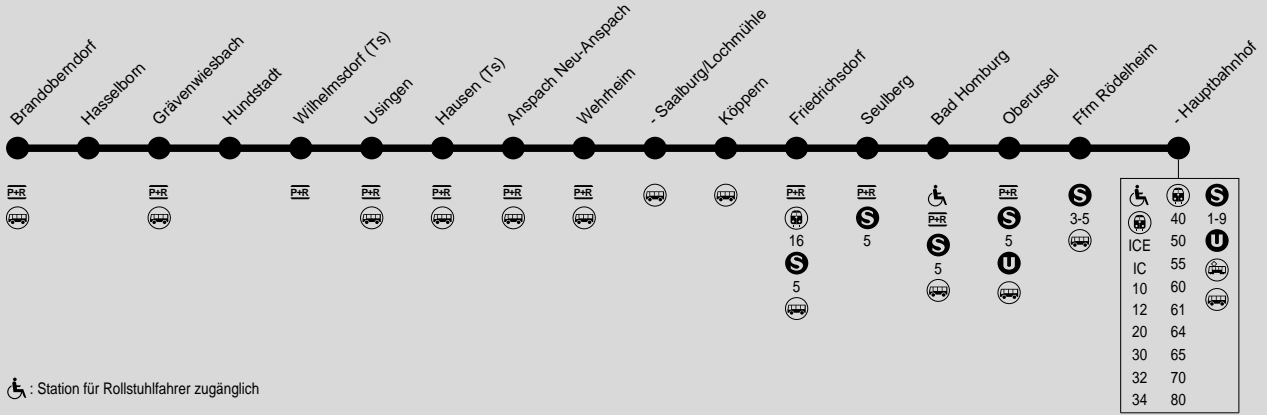 Brandoberndorf
Hasselborn
Grävenwiesbach
Hundstadt
Wilhelmsdorf (Ts)
Usingen
Hausen (Ts)
Anspach Neu-Anspach
Wehrheim
- Saalburg/Lochmühle
Köppern
Friedrichsdorf
Seulberg
Bad Homburg
Oberursel
Ffm Rödelheim
- Hauptbahnhof
P+R
P+R
P+R
P+R
P+R
P+R
P+R
P+R
16
S
5
P+R
S
5
P+R
S
5
P+R
S
5
U
S
3-5
ICE
IC
10
12
20
30
32
34
40
50
55
60
61
64
65
70
80
S
1-9
U
: Station für Rollstuhlfahrer zugänglich